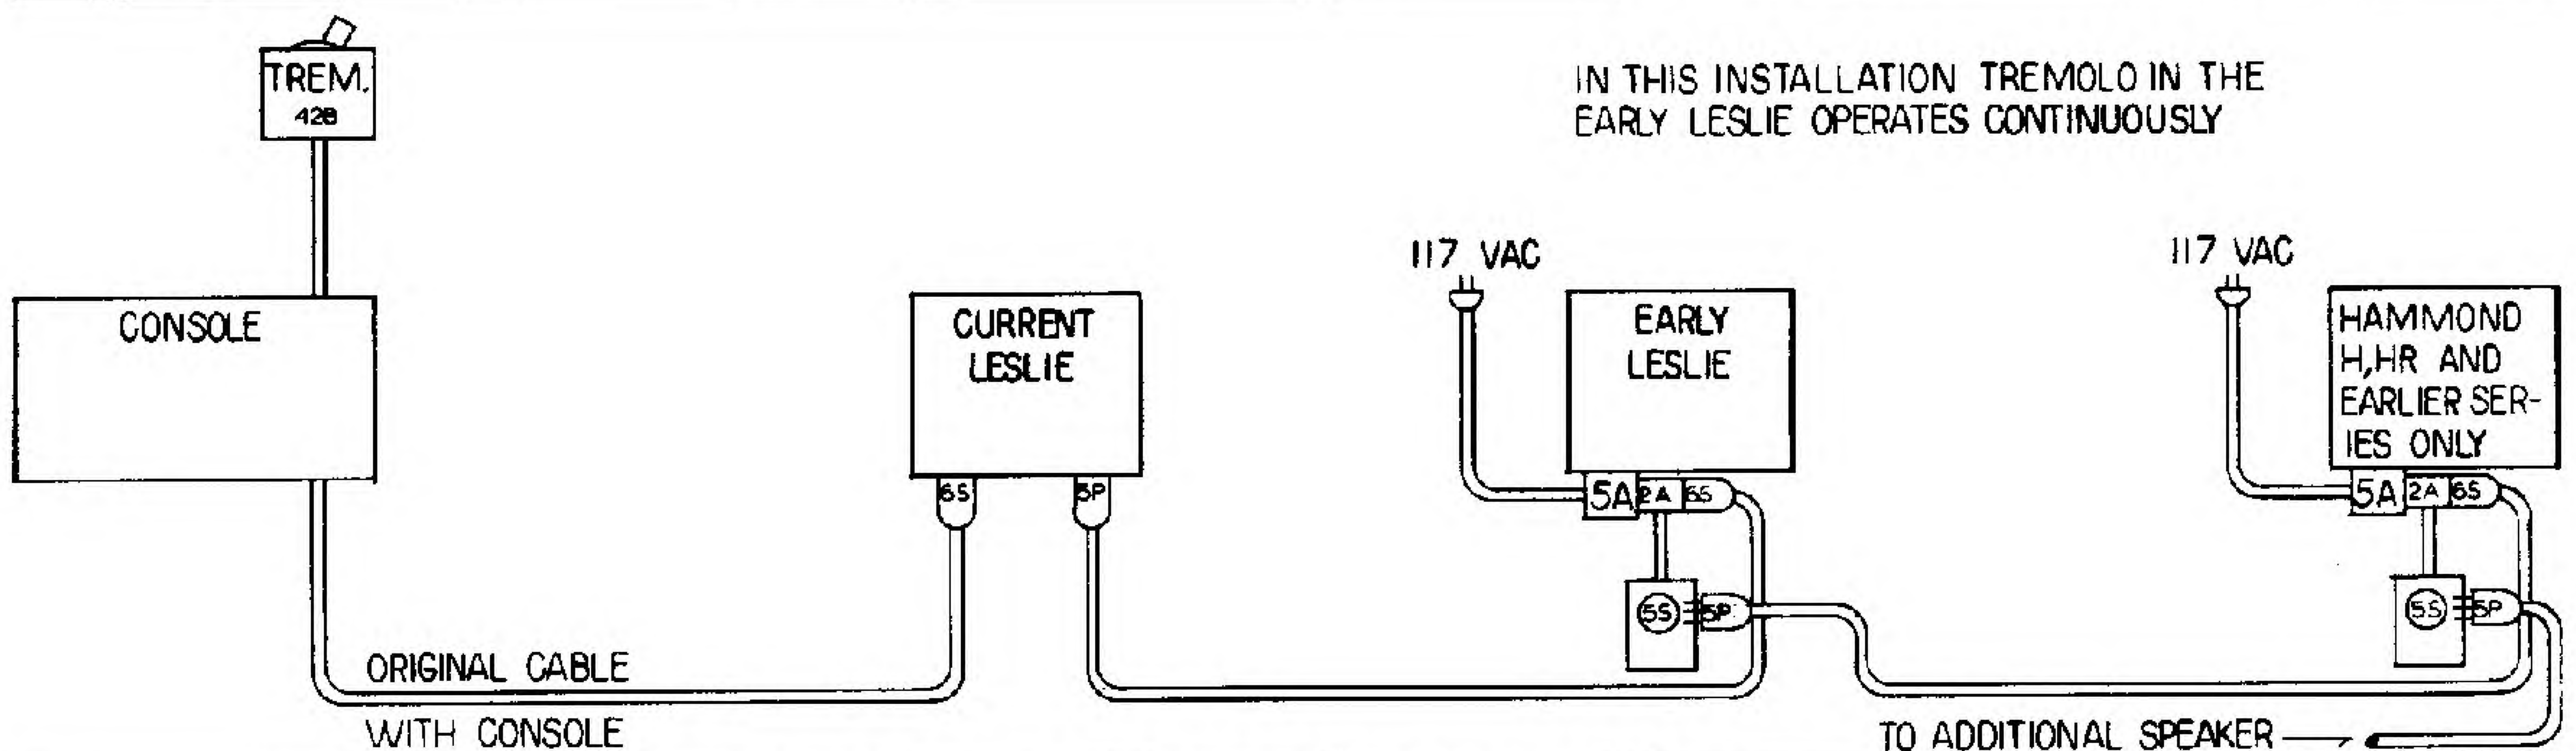 TREM.
42B
IN THIS INSTALLATION TREMOLO IN THE
EARLY LESLIE OPERATES CONTINUOUSLY
117 VAC
117 VAC
CONSOLE
CURRENT
LESLIE
EARLY
LESLIE
HAMMOND
H,HR AND
EARLIER SER-
IES ONLY
6S
5P
5A
2A
6S
5A
2A
6S
5S
5P
5S
5P
ORIGINAL CABLE
WITH CONSOLE
TO ADDITIONAL SPEAKER